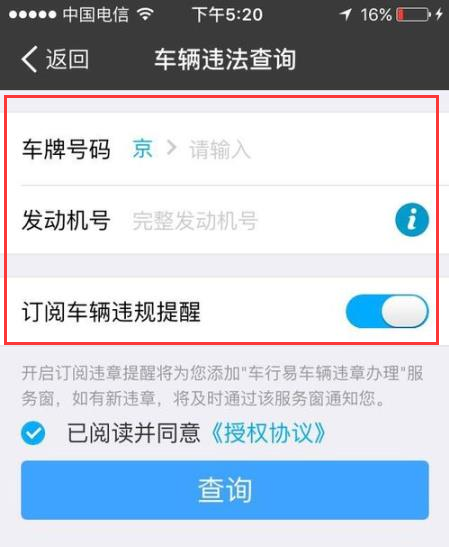 中国电信 下午5:20 16%
返回 车辆违法查询
车牌号码 京 请输入
发动机号 完整发动机号 i
订阅车辆违规提醒
开启订阅违章提醒将为您添加"车行易车辆违章办理"服
务窗，如有新违章，将及时通过该服务窗通知您。
已阅读并同意《授权协议》
查询